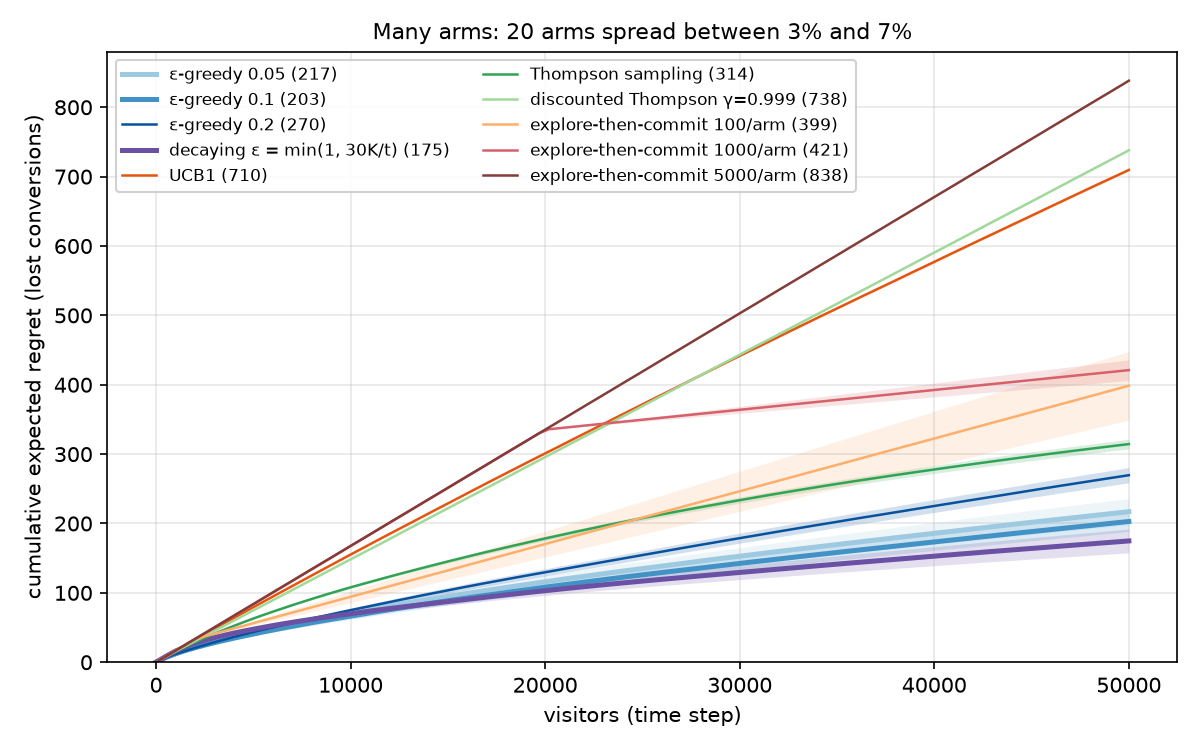 Many arms: 20 arms spread between 3% and 7%
cumulative expected regret (lost conversions)
800
700
600
500
400
300
200
100
0
ε-greedy 0.05 (217)
ε-greedy 0.1 (203)
ε-greedy 0.2 (270)
decaying ε = min(1, 30K/t) (175)
UCB1 (710)
Thompson sampling (314)
discounted Thompson γ=0.999 (738)
explore-then-commit 100/arm (399)
explore-then-commit 1000/arm (421)
explore-then-commit 5000/arm (838)
0 10000 20000 30000 40000 50000
visitors (time step)